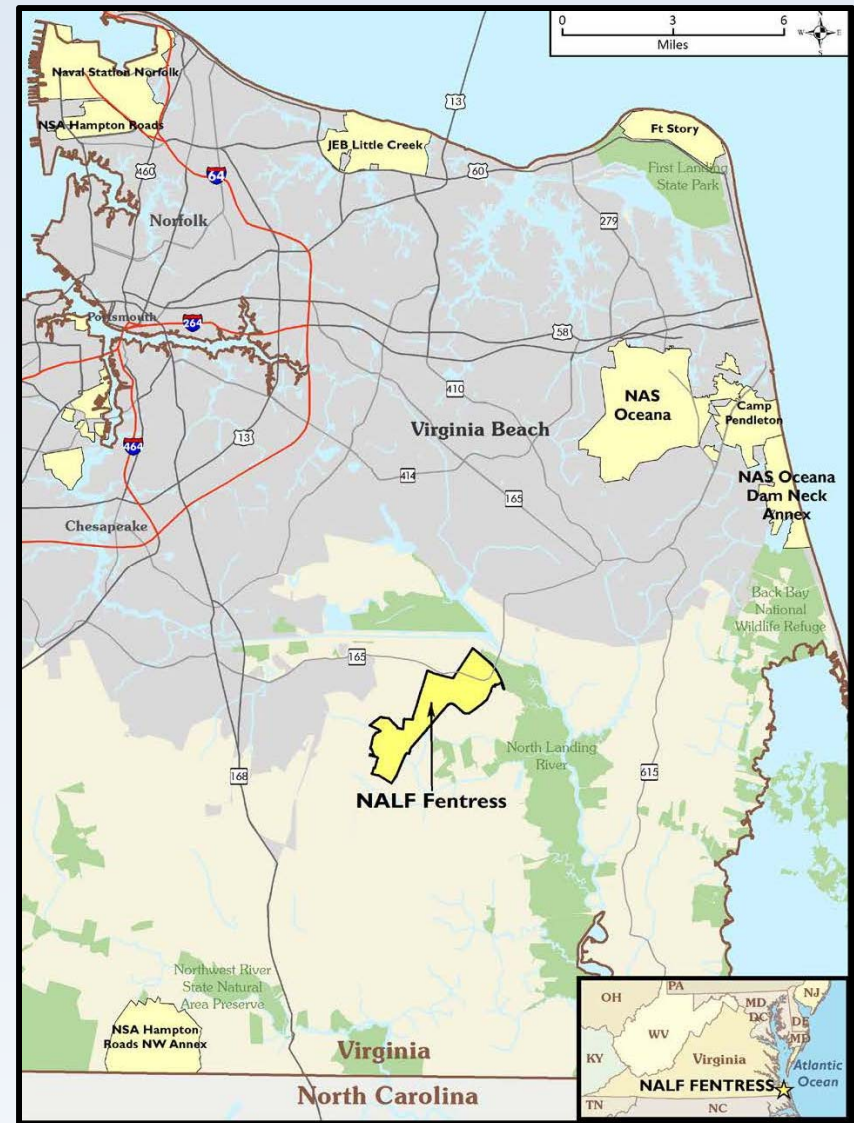 0 3 6
Miles
N
W E
S
Naval Station Norfolk
NSA Hampton Roads
13
JEB Little Creek
Ft Story
460
64
60
First Landing
State Park
Norfolk
279
Portsmouth
264
58
410
NAS
Oceana
Camp
Pendleton
464
13
Virginia Beach
414
165
NAS Oceana
Dam Neck
Annex
Chesapeake
Back Bay
National
Wildlife Refuge
165
North Landing
River
168
615
NALF Fentress
Northwest River
State Natural
Area Preserve
NSA Hampton
Roads NW Annex
Virginia
North Carolina
PA
OH
NJ
MD
DC
DE
MD
WV
KY
Virginia
Atlantic
Ocean
NALF FENTRESS
TN
NC